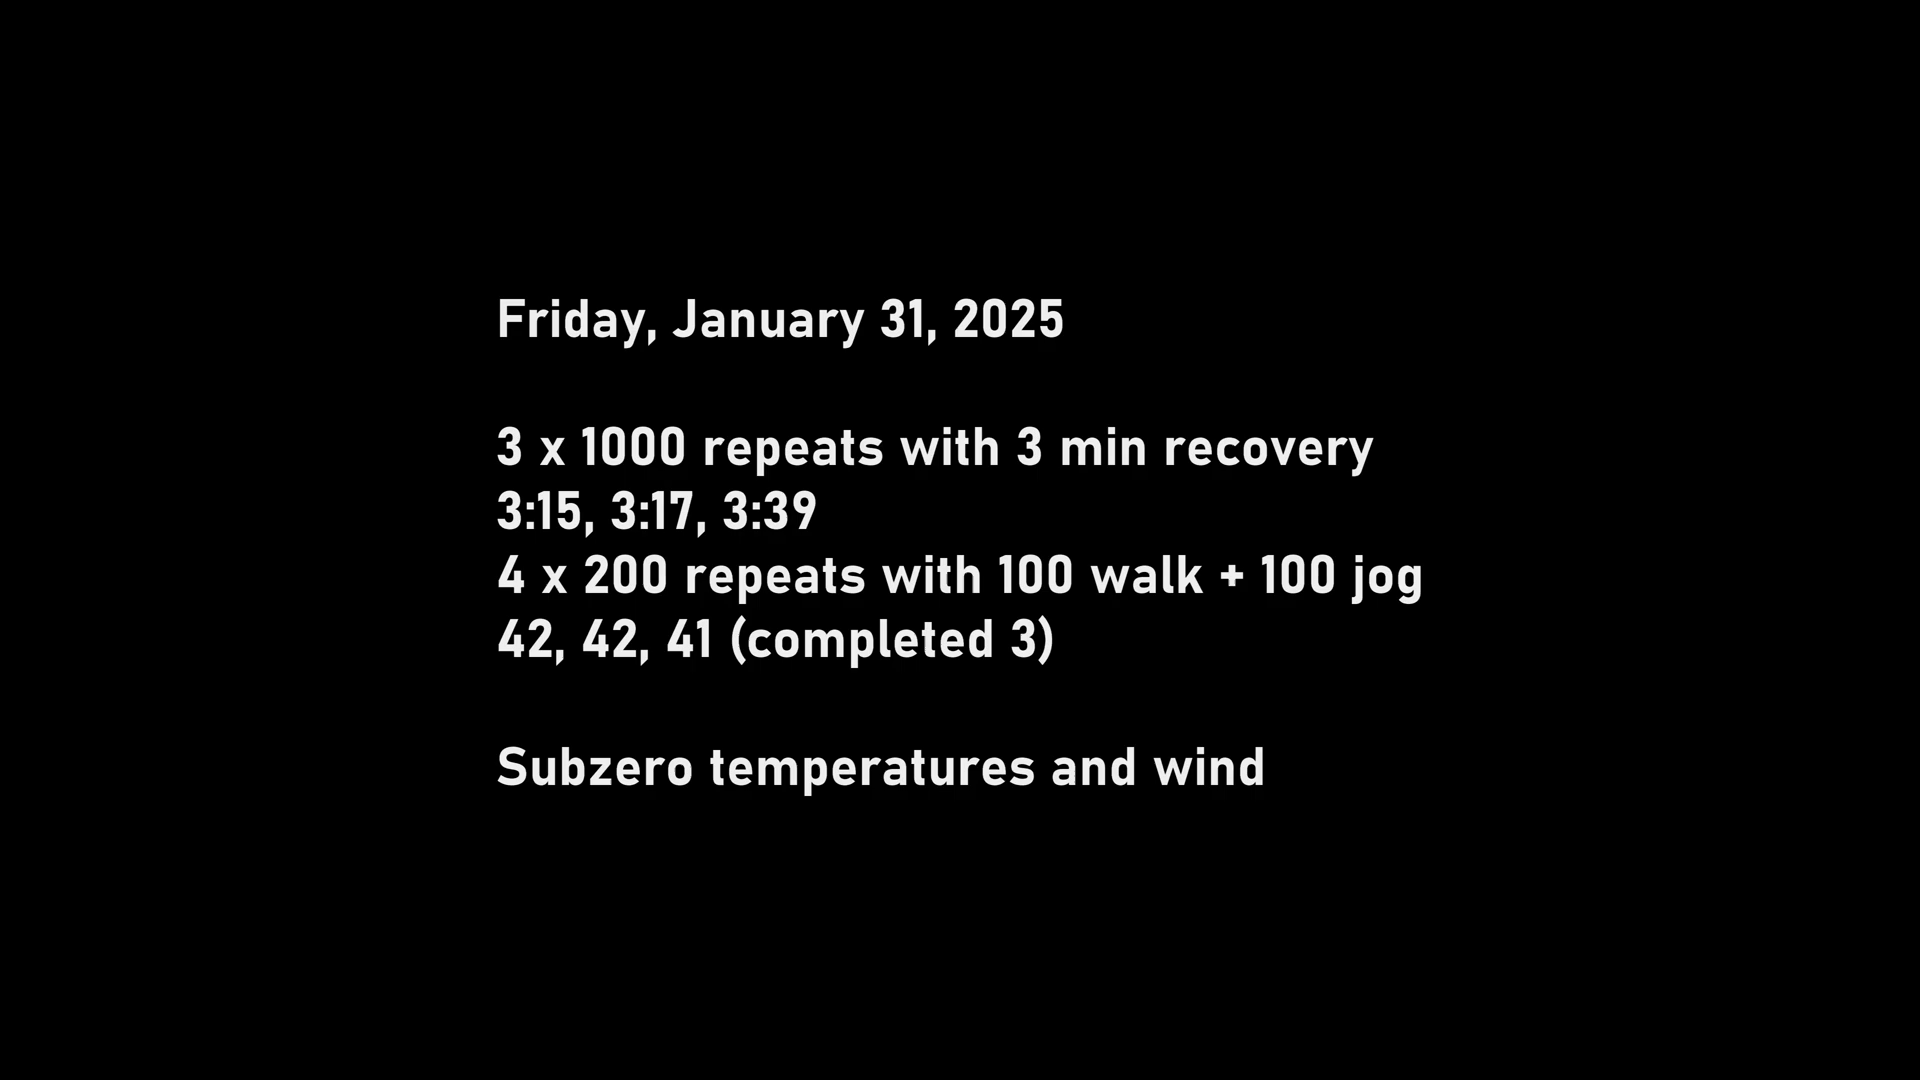 Friday, January 31, 2025
3 x 1000 repeats with 3 min recovery
3:15, 3:17, 3:39
4 x 200 repeats with 100 walk + 100 jog
42, 42, 41 (completed 3)
Subzero temperatures and wind